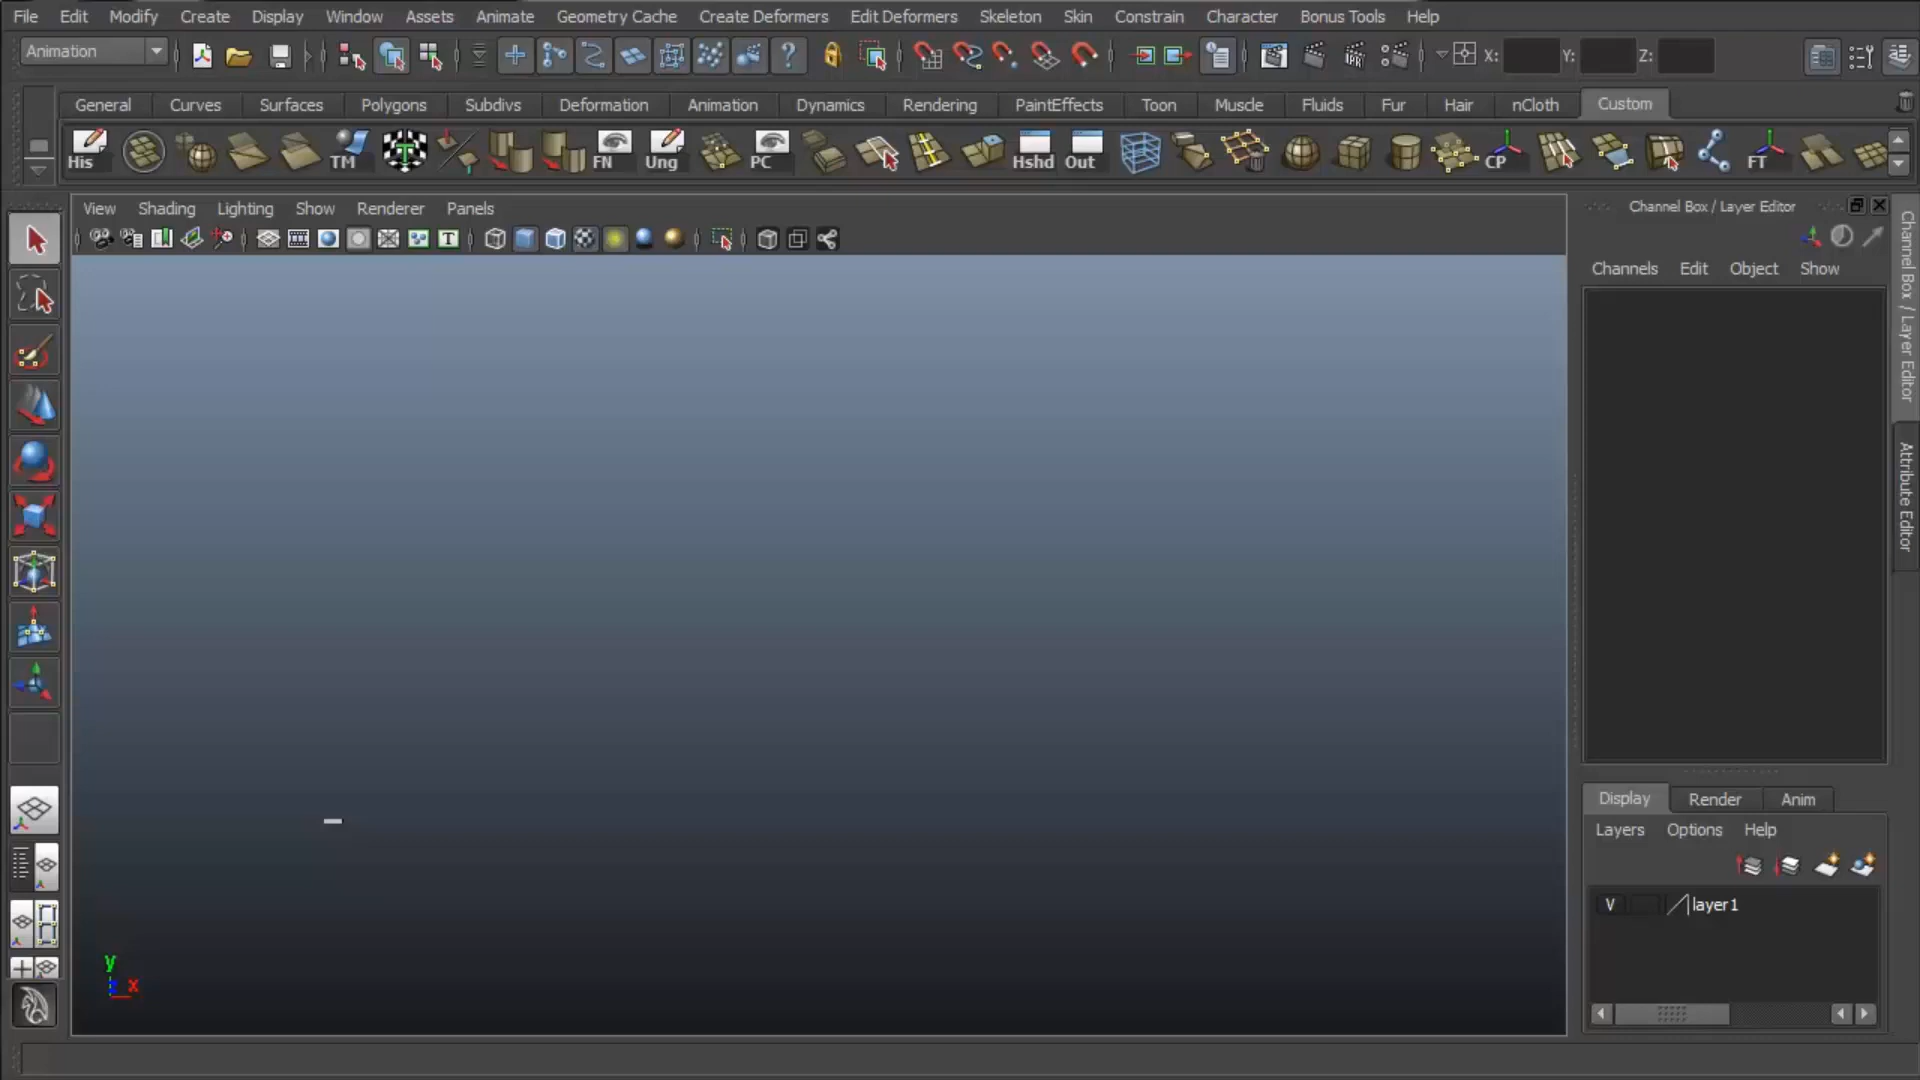 File Edit Modify Create Display Window Assets Animate Geometry Cache Create Deformers Edit Deformers Skeleton Skin Constrain Character Bonus Tools Help
Animation X: Y: Z:
General Curves Surfaces Polygons Subdivs Deformation Animation Dynamics Rendering PaintEffects Toon Muscle Fluids Fur Hair nCloth Custom
His TM FN Ung PC Hshd Out CP FT
View Shading Lighting Show Renderer Panels
Channel Box / Layer Editor
Channels Edit Object Show
Channel Box / Layer Editor
Attribute Editor
Display Render Anim
Layers Options Help
V layer1
y
x